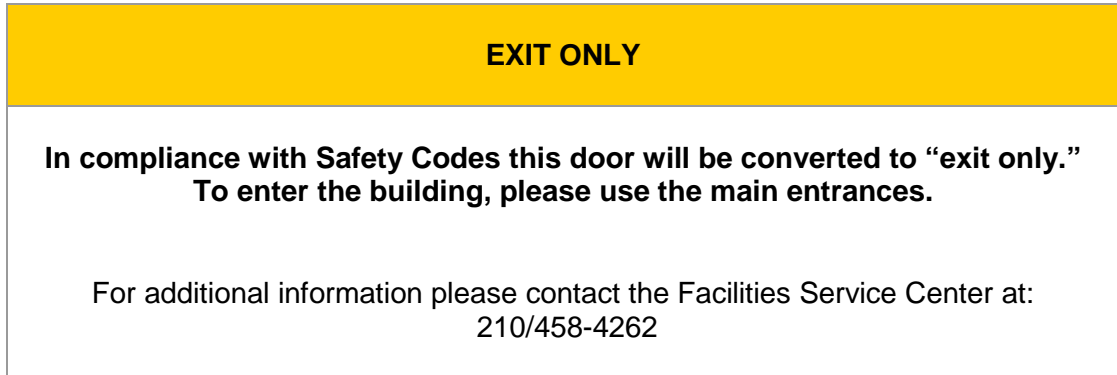 EXIT ONLY
In compliance with Safety Codes this door will be converted to “exit only.”
To enter the building, please use the main entrances.
For additional information please contact the Facilities Service Center at:
210/458-4262